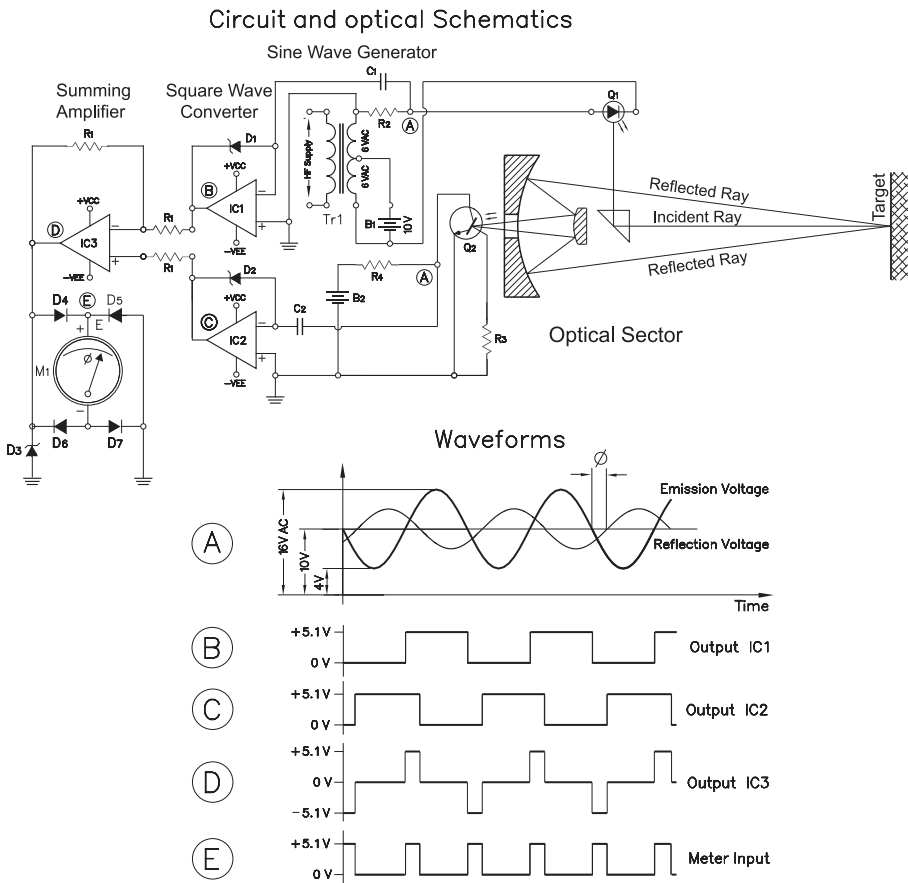 Circuit and optical Schematics
Sine Wave Generator
Summing
Amplifier
Square Wave
Converter
C1
Q1
R1
D1
R2
A
+VCC
B
IC1
−
+
−VEE
HF Supply
6 VAC
6 VAC
Tr1
B1
10V
D
+VCC
IC3
−
+
−VEE
R1
R1
Q2
Reflected Ray
Incident Ray
Reflected Ray
Target
D2
R4
A
B2
+VCC
C
IC2
−
+
−VEE
C2
R3
Optical Sector
D4
E
D5
E
+
M1
Ø
−
D3
D6
D7
Waveforms
Ø
A
16V AC
10V
4V
Emission Voltage
Reflection Voltage
Time
B
+5.1V
0 V
Output IC1
C
+5.1V
0 V
Output IC2
D
+5.1V
0 V
−5.1V
Output IC3
E
+5.1V
0 V
Meter Input